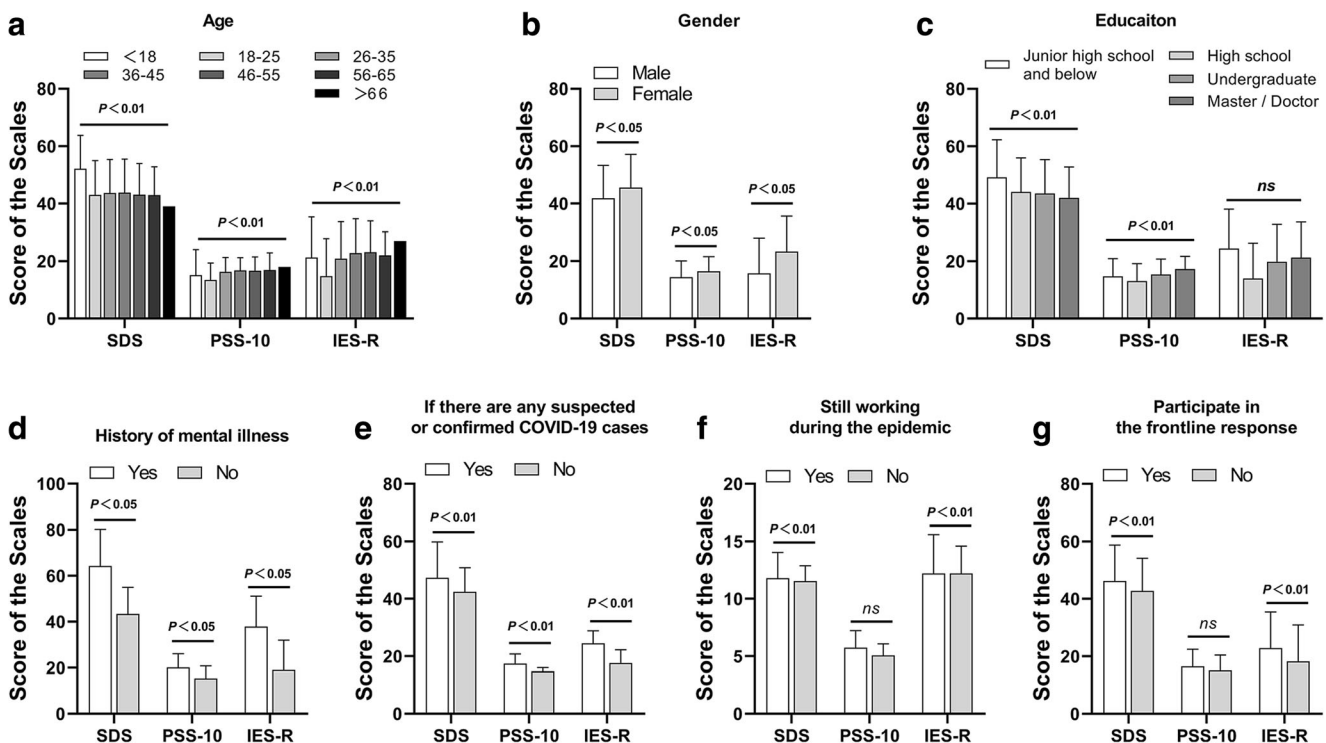 a
Age
<18
18-25
26-35
36-45
46-55
56-65
>66
Score of the Scales
80
60
40
20
0
P<0.01
P<0.01
P<0.01
SDS
PSS-10
IES-R
b
Gender
Male
Female
Score of the Scales
80
60
40
20
0
P<0.05
P<0.05
P<0.05
SDS
PSS-10
IES-R
c
Educaiton
Junior high school
and below
High school
Undergraduate
Master / Doctor
Score of the Scales
80
60
40
20
0
P<0.01
P<0.01
ns
SDS
PSS-10
IES-R
d
History of mental illness
Yes
No
Score of the Scales
100
80
60
40
20
0
P<0.05
P<0.05
P<0.05
SDS
PSS-10
IES-R
e
If there are any suspected
or confirmed COVID-19 cases
Yes
No
Score of the Scales
80
60
40
20
0
P<0.01
P<0.01
P<0.01
SDS
PSS-10
IES-R
f
Still working
during the epidemic
Yes
No
Score of the Scales
20
15
10
5
0
P<0.01
ns
P<0.01
SDS
PSS-10
IES-R
g
Participate in
the frontline response
Yes
No
Score of the Scales
80
60
40
20
0
P<0.01
ns
P<0.01
SDS
PSS-10
IES-R